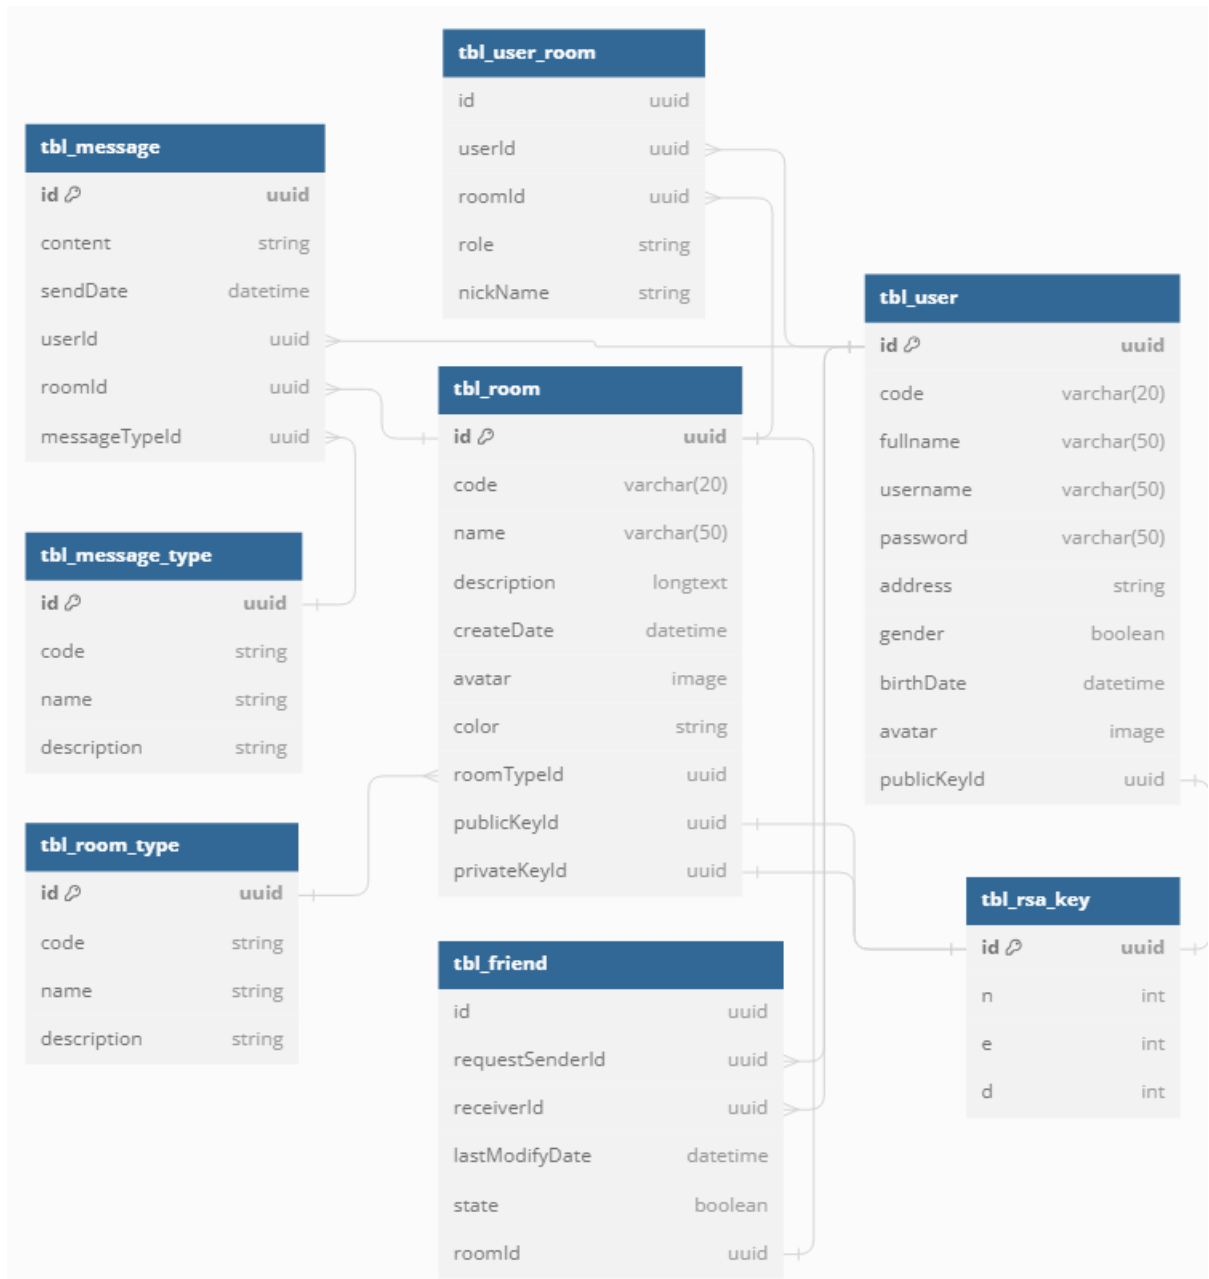 tbl_user_room
id uuid
userId uuid
roomId uuid
role string
nickName string
tbl_message
id uuid
content string
sendDate datetime
userId uuid
roomId uuid
messageTypeId uuid
tbl_user
id uuid
code varchar(20)
fullname varchar(50)
username varchar(50)
password varchar(50)
address string
gender boolean
birthDate datetime
avatar image
publicKeyId uuid
tbl_room
id uuid
code varchar(20)
name varchar(50)
description longtext
createDate datetime
avatar image
color string
roomTypeId uuid
publicKeyId uuid
privateKeyId uuid
tbl_message_type
id uuid
code string
name string
description string
tbl_room_type
id uuid
code string
name string
description string
tbl_rsa_key
id uuid
n int
e int
d int
tbl_friend
id uuid
requestSenderId uuid
receiverId uuid
lastModifyDate datetime
state boolean
roomId uuid